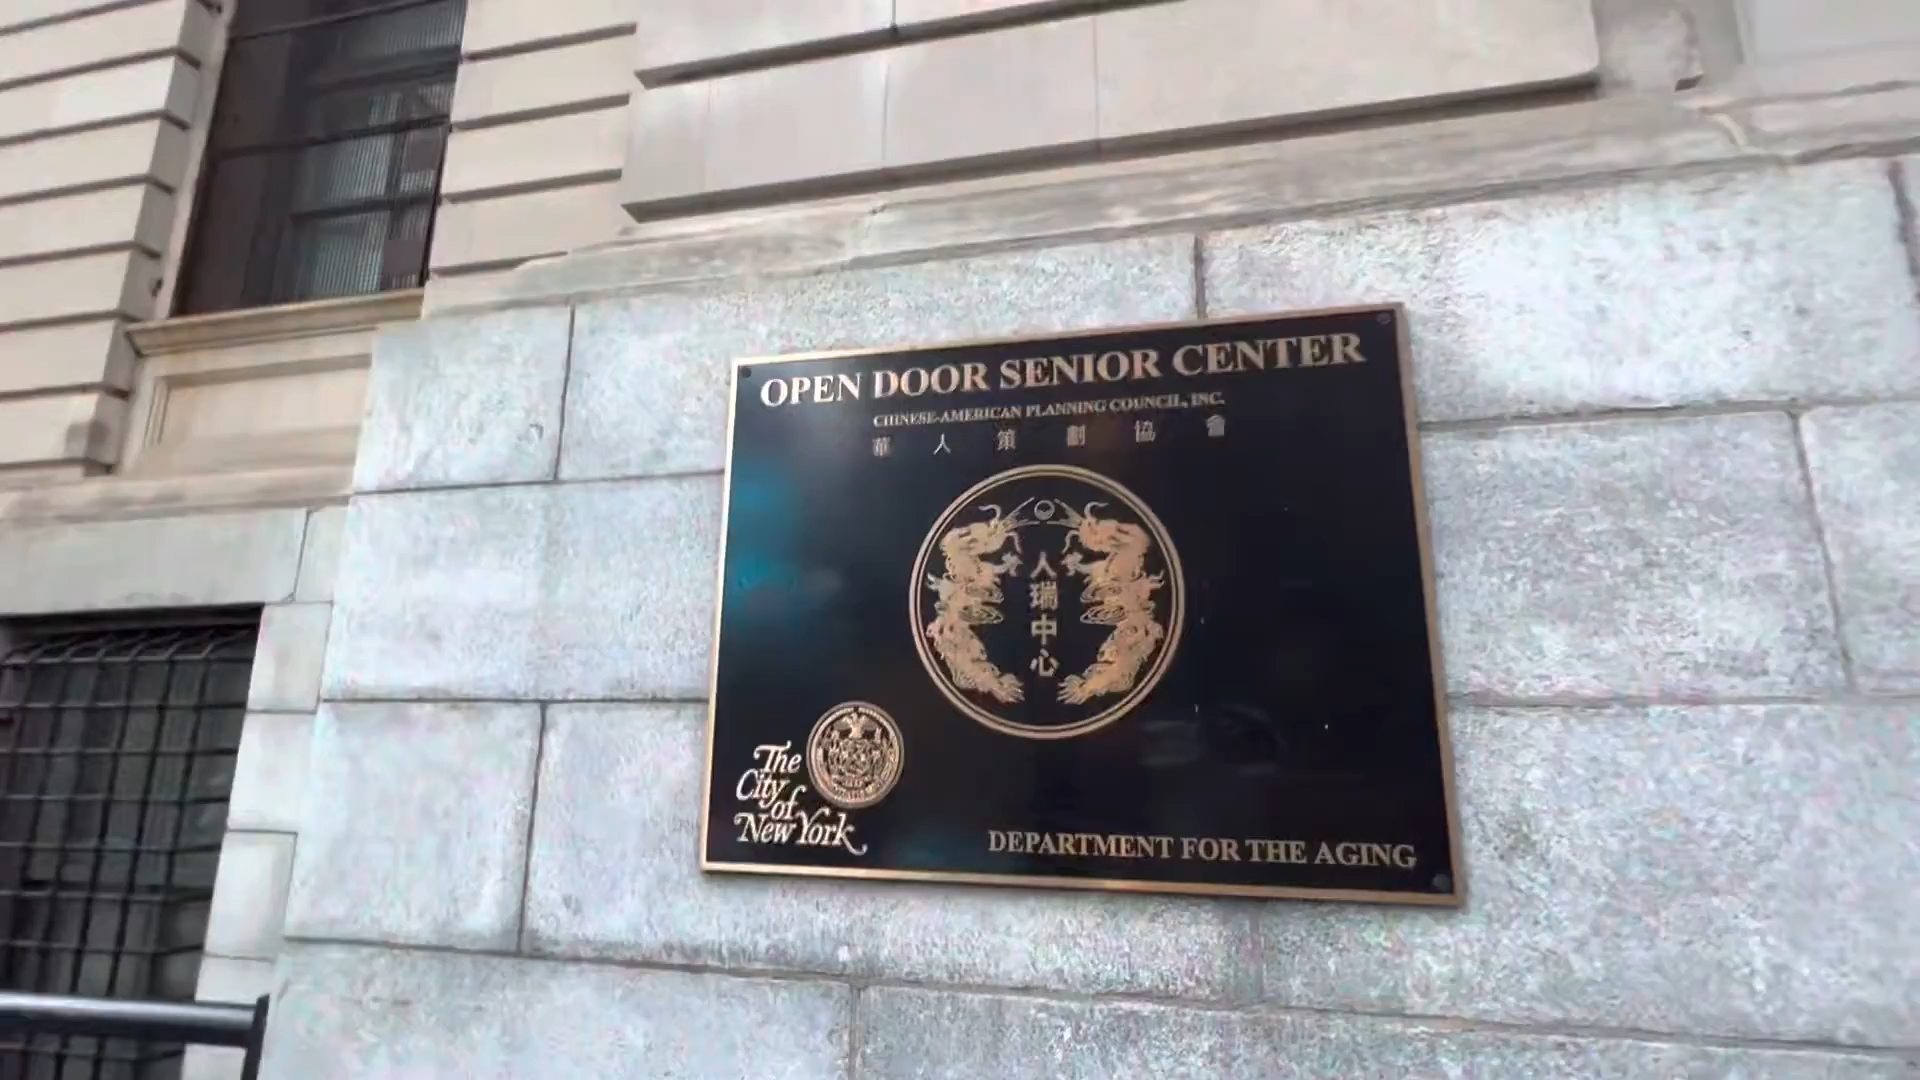 OPEN DOOR SENIOR CENTER
CHINESE-AMERICAN PLANNING COUNCIL, INC.
華人策劃協會
人瑞中心
The
City
of
New York
DEPARTMENT FOR THE AGING